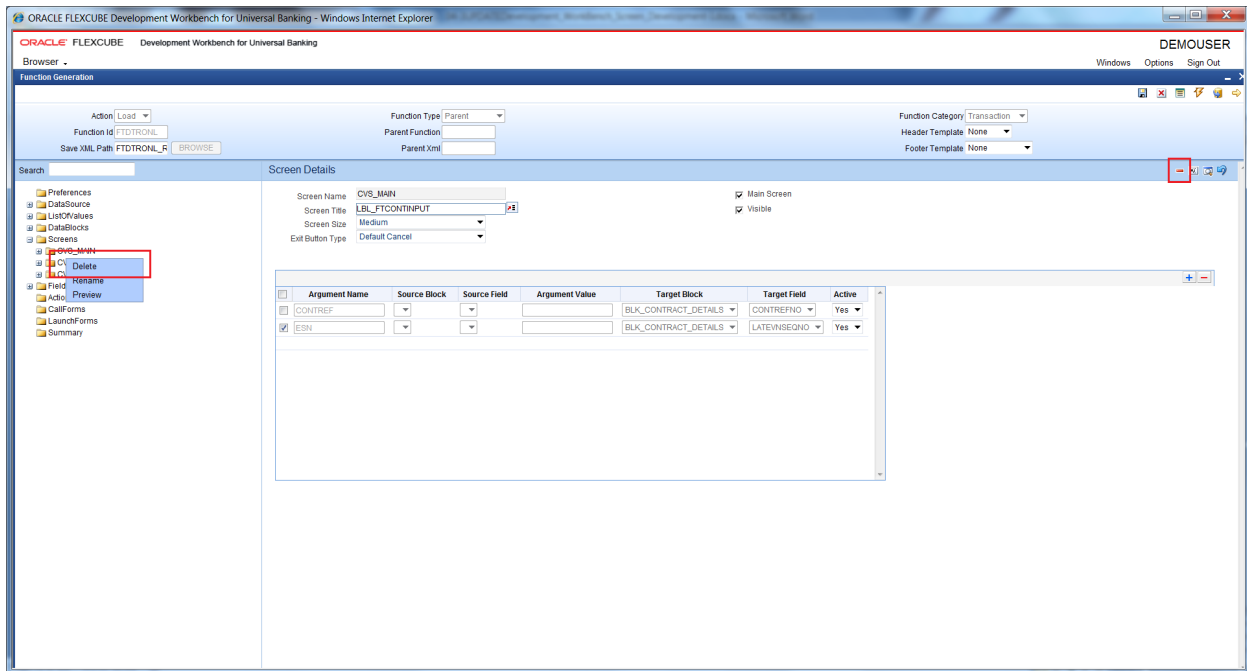 ORACLE FLEXCUBE Development Workbench for Universal Banking - Windows Internet Explorer
ORACLE FLEXCUBE Development Workbench for Universal Banking DEMOUSER
Browser Windows Options Sign Out
Function Generation
Action Load Function Type Parent Function Category Transaction
Function Id FTDTRONL Parent Function Header Template None
Save XML Path FTDTRONL_R BROWSE Parent Xml Footer Template None
Search Screen Details
Preferences
DataSource
ListOfValues
DataBlocks
Screens
CVS_MAIN
Delete
Rename
Preview
CallForms
LaunchForms
Summary
Screen Name CVS_MAIN Main Screen
Screen Title LBL_FTCONTINPUT Visible
Screen Size Medium
Exit Button Type Default Cancel
Argument Name Source Block Source Field Argument Value Target Block Target Field Active
CONTREF BLK_CONTRACT_DETAILS CONTREFNO Yes
ESN BLK_CONTRACT_DETAILS LATEVNSEQNO Yes